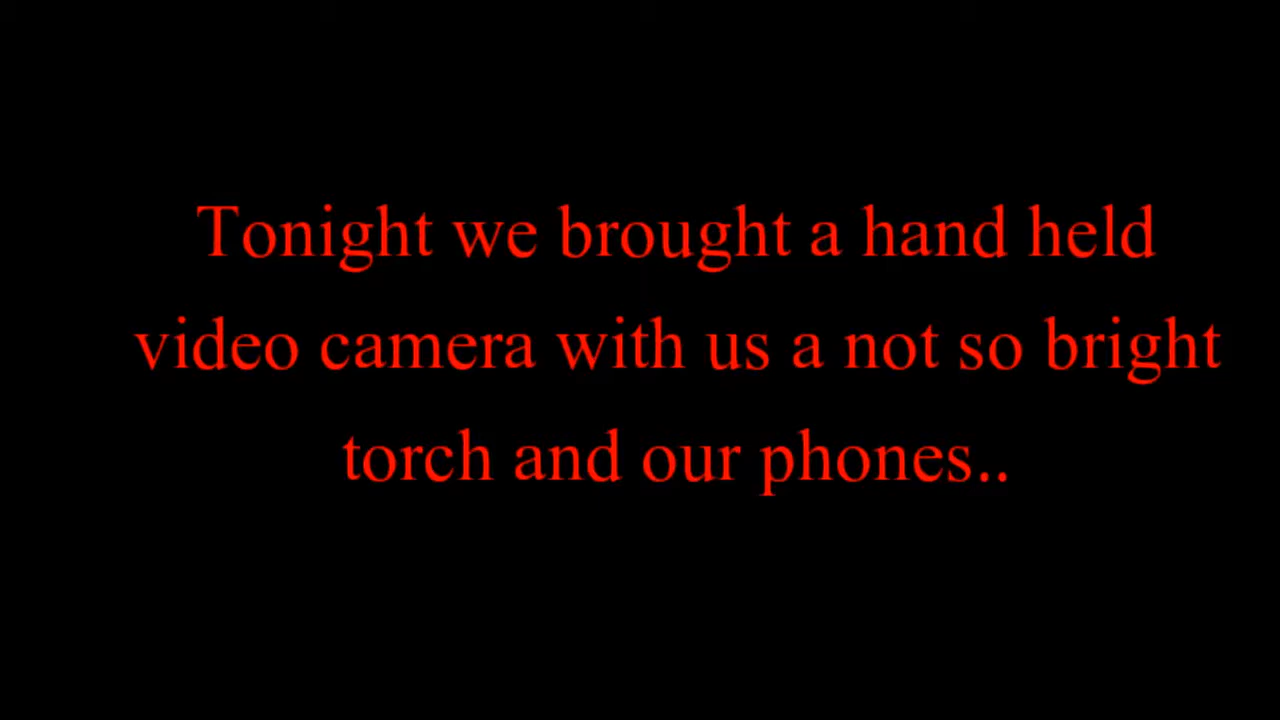 Tonight we brought a hand held
video camera with us a not so bright
torch and our phones..